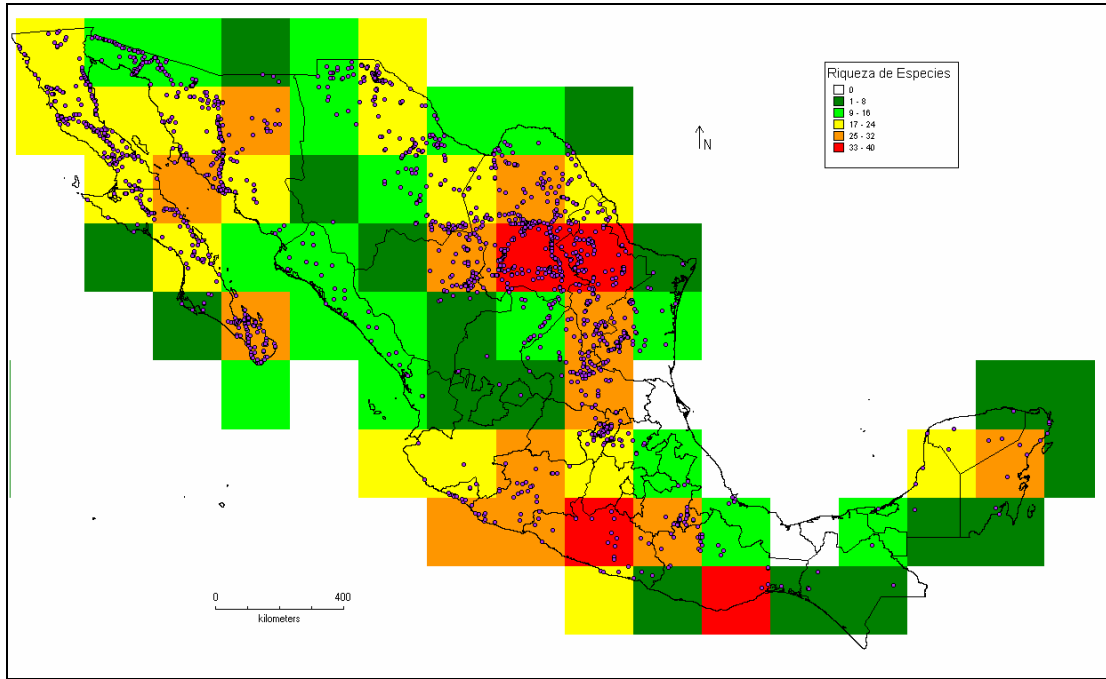 Riqueza de Especies
0
1 - 8
9 - 16
17 - 24
25 - 32
33 - 40
N
0 400
kilometers